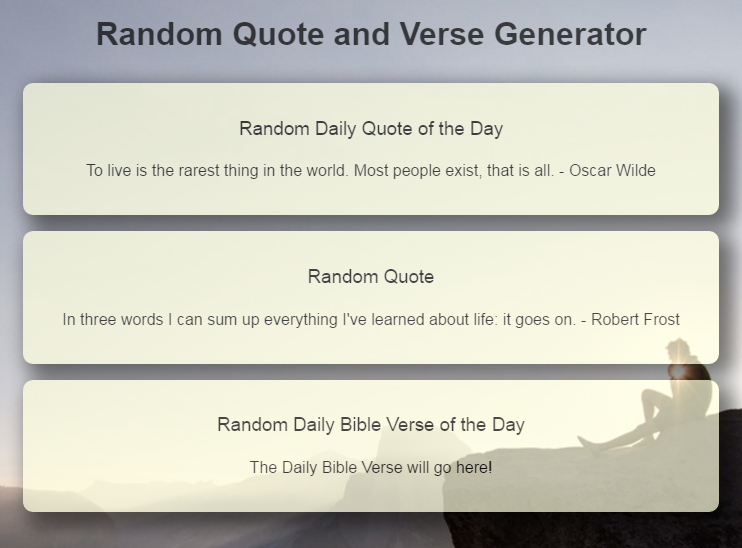 Random Quote and Verse Generator
Random Daily Quote of the Day
To live is the rarest thing in the world. Most people exist, that is all. - Oscar Wilde
Random Quote
In three words I can sum up everything I've learned about life: it goes on. - Robert Frost
Random Daily Bible Verse of the Day
The Daily Bible Verse will go here!